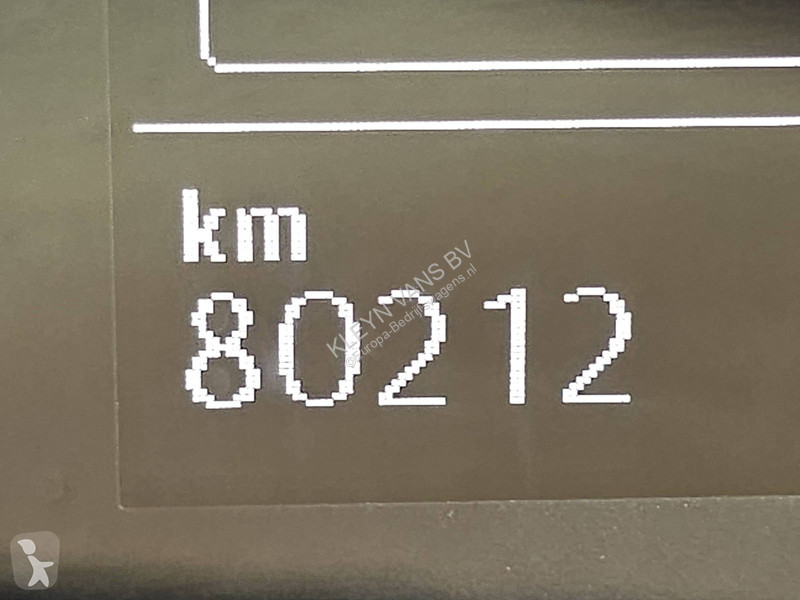 km
80212
KLEYN VANS BV
@europa-Bedrijfswagens.nl